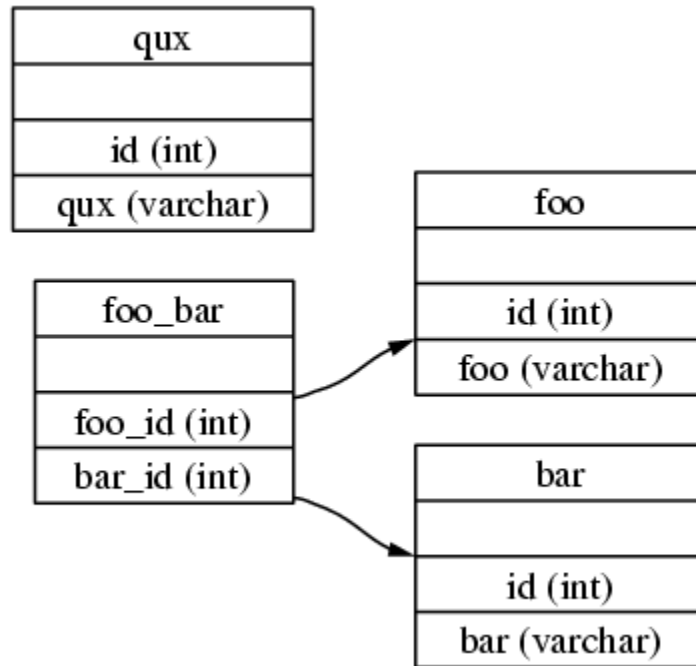 qux
id (int)
qux (varchar)
foo_bar
foo_id (int)
bar_id (int)
foo
id (int)
foo (varchar)
bar
id (int)
bar (varchar)